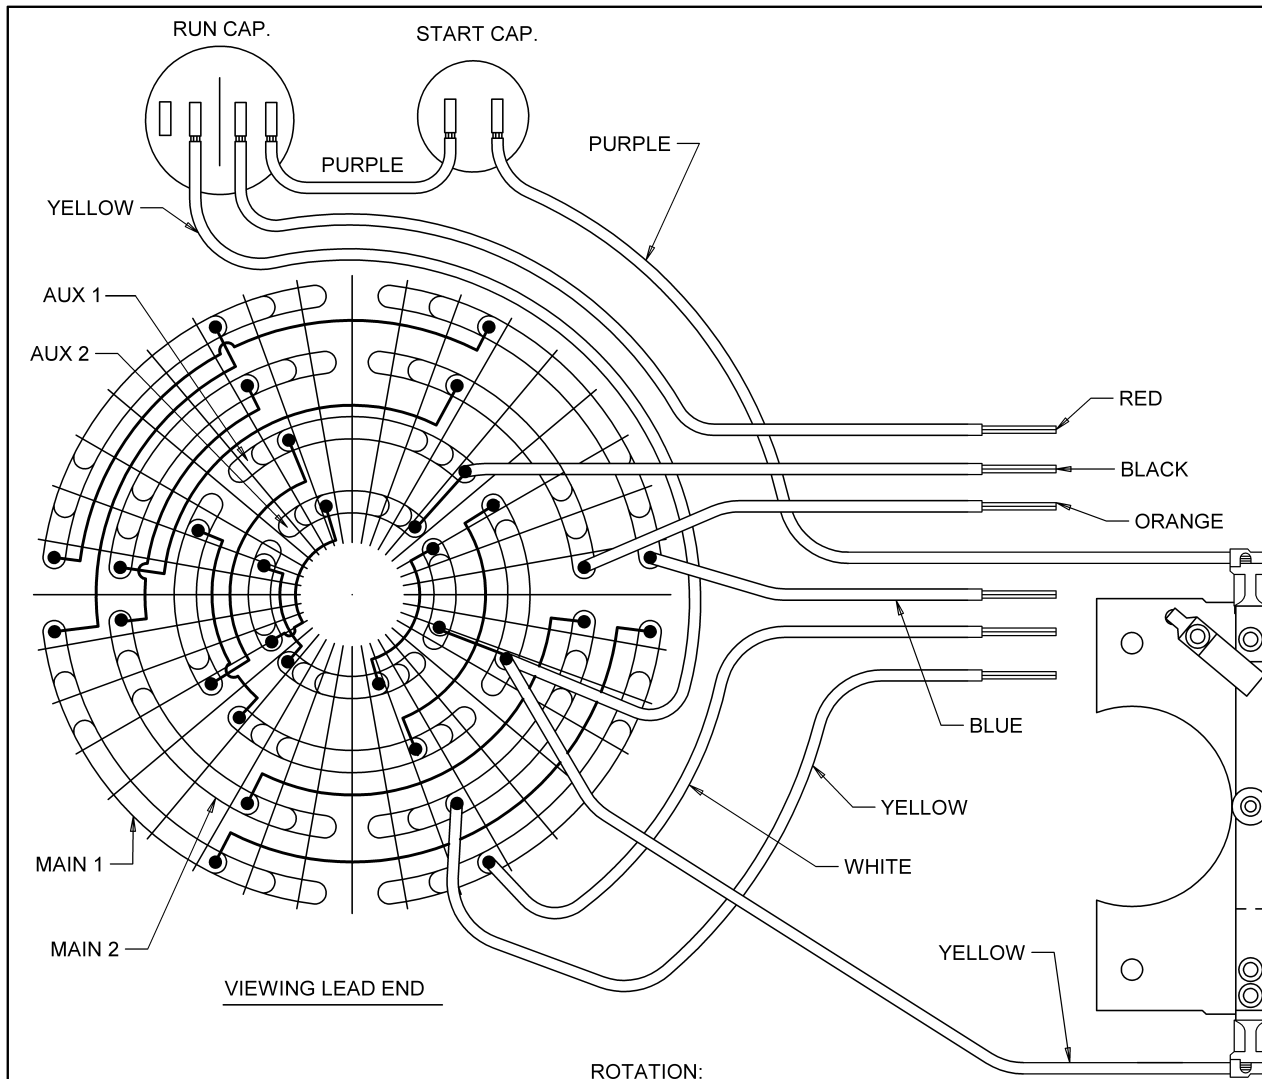 RUN CAP.
START CAP.
PURPLE
PURPLE
YELLOW
AUX 1
AUX 2
RED
BLACK
ORANGE
BLUE
YELLOW
WHITE
MAIN 1
MAIN 2
YELLOW
VIEWING LEAD END
ROTATION: